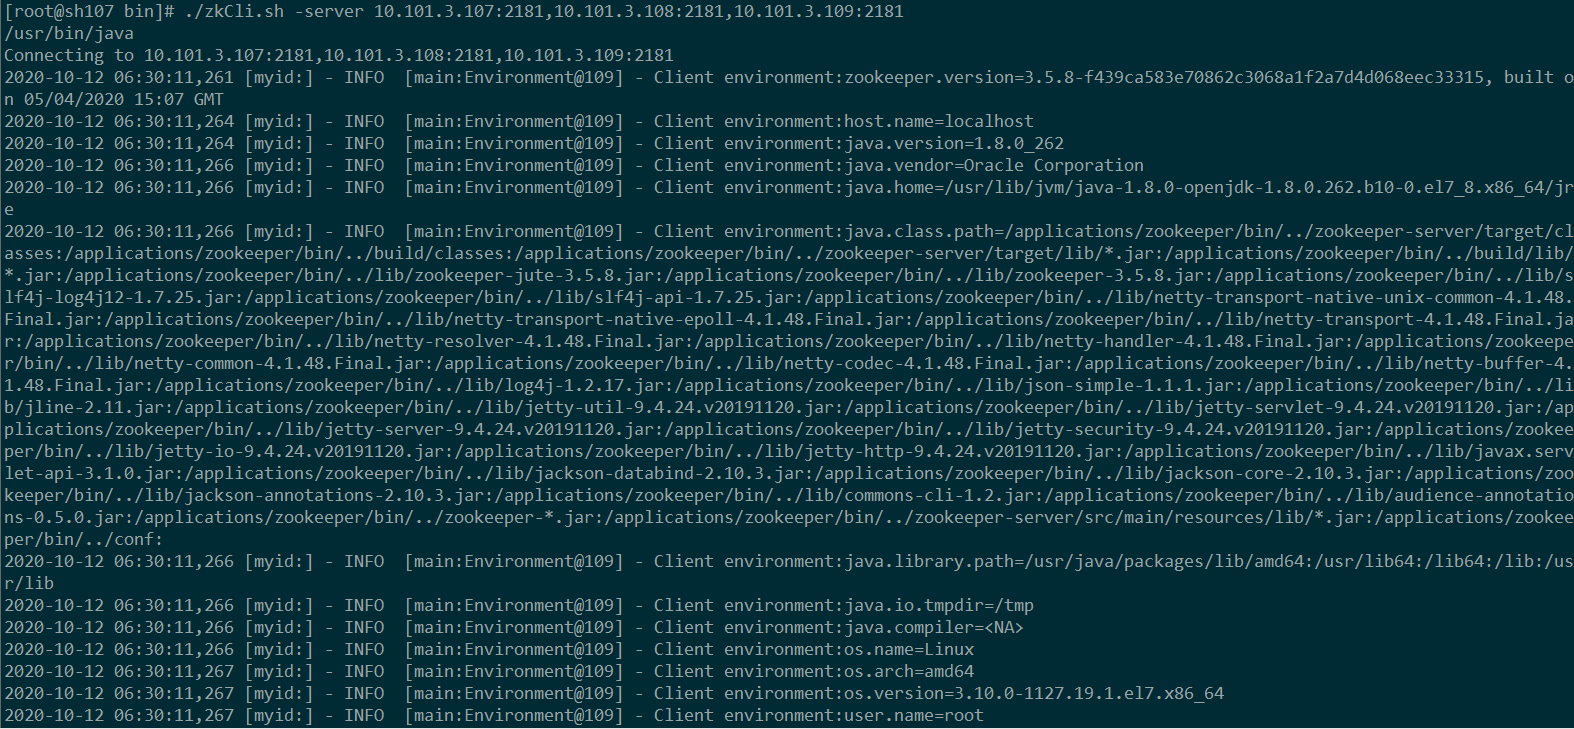 [root@sh107 bin]# ./zkCli.sh -server 10.101.3.107:2181,10.101.3.108:2181,10.101.3.109:2181
/usr/bin/java
Connecting to 10.101.3.107:2181,10.101.3.108:2181,10.101.3.109:2181
2020-10-12 06:30:11,261 [myid:] - INFO  [main:Environment@109] - Client environment:zookeeper.version=3.5.8-f439ca583e70862c3068a1f2a7d4d068eec33315, built o
n 05/04/2020 15:07 GMT
2020-10-12 06:30:11,264 [myid:] - INFO  [main:Environment@109] - Client environment:host.name=localhost
2020-10-12 06:30:11,264 [myid:] - INFO  [main:Environment@109] - Client environment:java.version=1.8.0_262
2020-10-12 06:30:11,266 [myid:] - INFO  [main:Environment@109] - Client environment:java.vendor=Oracle Corporation
2020-10-12 06:30:11,266 [myid:] - INFO  [main:Environment@109] - Client environment:java.home=/usr/lib/jvm/java-1.8.0-openjdk-1.8.0.262.b10-0.el7_8.x86_64/jr
e
2020-10-12 06:30:11,266 [myid:] - INFO  [main:Environment@109] - Client environment:java.class.path=/applications/zookeeper/bin/../zookeeper-server/target/cl
asses:/applications/zookeeper/bin/../build/classes:/applications/zookeeper/bin/../zookeeper-server/target/lib/*.jar:/applications/zookeeper/bin/../build/lib/
*.jar:/applications/zookeeper/bin/../lib/zookeeper-jute-3.5.8.jar:/applications/zookeeper/bin/../lib/zookeeper-3.5.8.jar:/applications/zookeeper/bin/../lib/s
lf4j-log4j12-1.7.25.jar:/applications/zookeeper/bin/../lib/slf4j-api-1.7.25.jar:/applications/zookeeper/bin/../lib/netty-transport-native-unix-common-4.1.48.
Final.jar:/applications/zookeeper/bin/../lib/netty-transport-native-epoll-4.1.48.Final.jar:/applications/zookeeper/bin/../lib/netty-transport-4.1.48.Final.ja
r:/applications/zookeeper/bin/../lib/netty-resolver-4.1.48.Final.jar:/applications/zookeeper/bin/../lib/netty-handler-4.1.48.Final.jar:/applications/zookeepe
r/bin/../lib/netty-common-4.1.48.Final.jar:/applications/zookeeper/bin/../lib/netty-codec-4.1.48.Final.jar:/applications/zookeeper/bin/../lib/netty-buffer-4.
1.48.Final.jar:/applications/zookeeper/bin/../lib/log4j-1.2.17.jar:/applications/zookeeper/bin/../lib/json-simple-1.1.1.jar:/applications/zookeeper/bin/../li
b/jline-2.11.jar:/applications/zookeeper/bin/../lib/jetty-util-9.4.24.v20191120.jar:/applications/zookeeper/bin/../lib/jetty-servlet-9.4.24.v20191120.jar:/ap
plications/zookeeper/bin/../lib/jetty-server-9.4.24.v20191120.jar:/applications/zookeeper/bin/../lib/jetty-security-9.4.24.v20191120.jar:/applications/zookee
per/bin/../lib/jetty-io-9.4.24.v20191120.jar:/applications/zookeeper/bin/../lib/jetty-http-9.4.24.v20191120.jar:/applications/zookeeper/bin/../lib/javax.serv
let-api-3.1.0.jar:/applications/zookeeper/bin/../lib/jackson-databind-2.10.3.jar:/applications/zookeeper/bin/../lib/jackson-core-2.10.3.jar:/applications/zoo
keeper/bin/../lib/jackson-annotations-2.10.3.jar:/applications/zookeeper/bin/../lib/commons-cli-1.2.jar:/applications/zookeeper/bin/../lib/audience-annotatio
ns-0.5.0.jar:/applications/zookeeper/bin/../zookeeper-*.jar:/applications/zookeeper/bin/../zookeeper-server/src/main/resources/lib/*.jar:/applications/zookee
per/bin/../conf:
2020-10-12 06:30:11,266 [myid:] - INFO  [main:Environment@109] - Client environment:java.library.path=/usr/java/packages/lib/amd64:/usr/lib64:/lib64:/lib:/us
r/lib
2020-10-12 06:30:11,266 [myid:] - INFO  [main:Environment@109] - Client environment:java.io.tmpdir=/tmp
2020-10-12 06:30:11,266 [myid:] - INFO  [main:Environment@109] - Client environment:java.compiler=<NA>
2020-10-12 06:30:11,266 [myid:] - INFO  [main:Environment@109] - Client environment:os.name=Linux
2020-10-12 06:30:11,267 [myid:] - INFO  [main:Environment@109] - Client environment:os.arch=amd64
2020-10-12 06:30:11,267 [myid:] - INFO  [main:Environment@109] - Client environment:os.version=3.10.0-1127.19.1.el7.x86_64
2020-10-12 06:30:11,267 [myid:] - INFO  [main:Environment@109] - Client environment:user.name=root